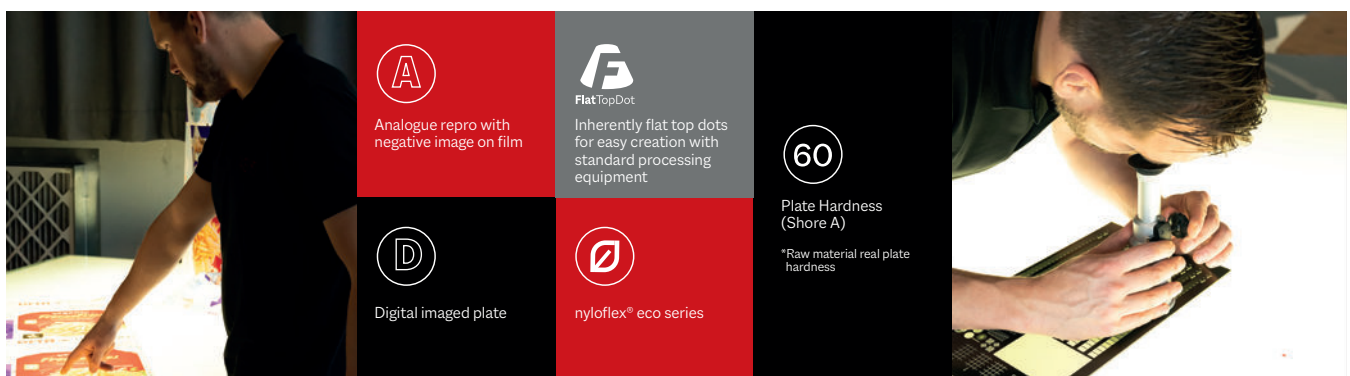 A
Analogue repro with
negative image on film
F
FlatTopDot
Inherently flat top dots
for easy creation with
standard processing
equipment
D
Digital imaged plate
nyloflex® eco series
60
Plate Hardness
(Shore A)
*Raw material real plate
hardness